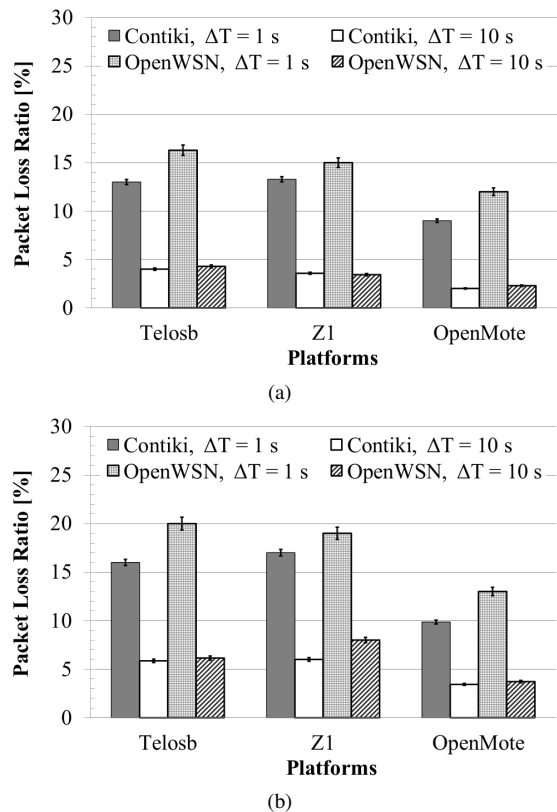 30
Contiki, ΔT = 1 s
Contiki, ΔT = 10 s
OpenWSN, ΔT = 1 s
OpenWSN, ΔT = 10 s
25
20
15
10
5
0
Packet Loss Ratio [%]
Telosb
Z1
OpenMote
Platforms
(a)
30
Contiki, ΔT = 1 s
Contiki, ΔT = 10 s
OpenWSN, ΔT = 1 s
OpenWSN, ΔT = 10 s
25
20
15
10
5
0
Packet Loss Ratio [%]
Telosb
Z1
OpenMote
Platforms
(b)